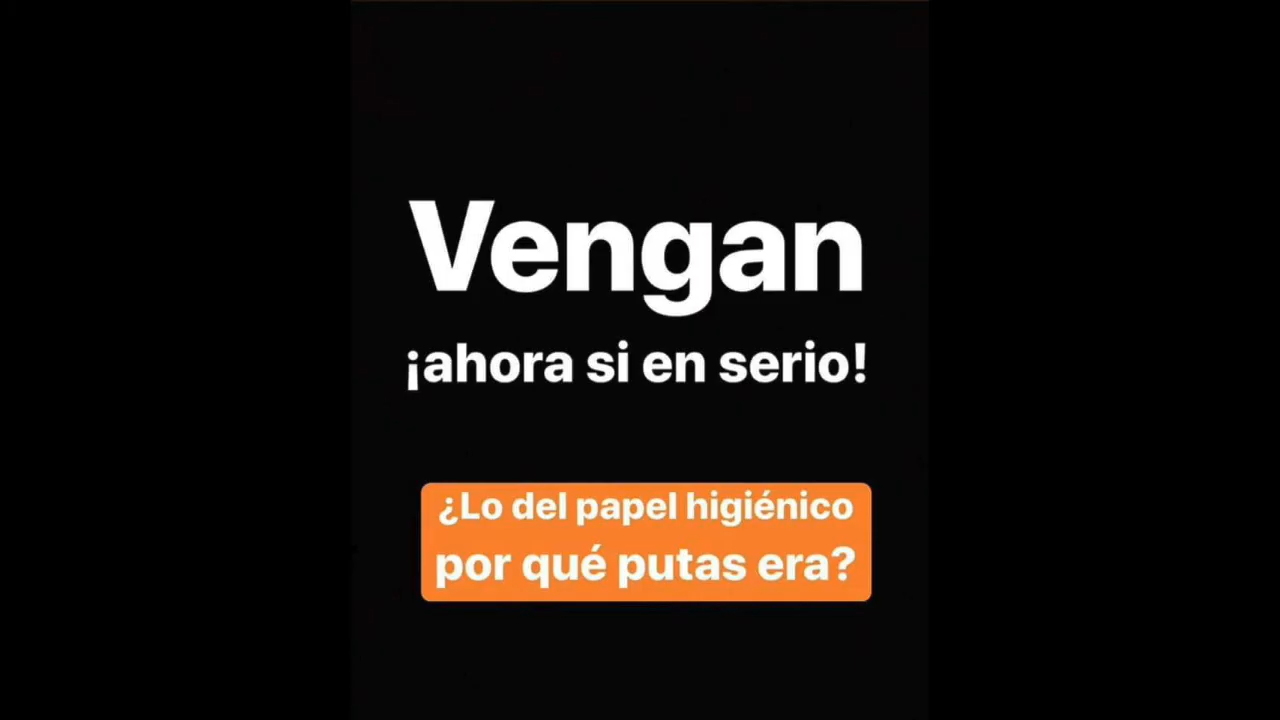 Vengan
¡ahora si en serio!
¿Lo del papel higiénico
por qué putas era?